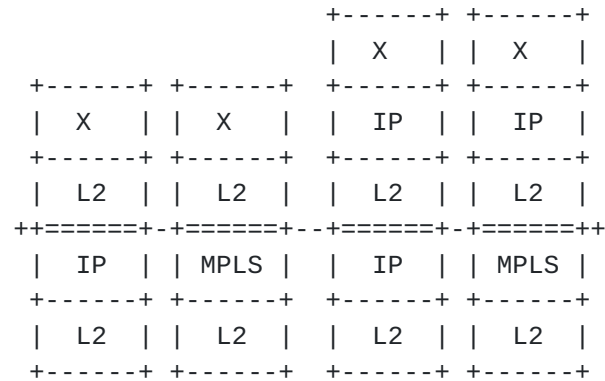 +------+ +------+
                        |  X   | |  X   |
 +------+ +------+  +------+ +------+
 |  X   | |  X   |  |  IP  | |  IP  |
 +------+ +------+  +------+ +------+
 |  L2  | |  L2  |  |  L2  | |  L2  |
++======+-+======+--+======+-+======++
 |  IP  | | MPLS |  |  IP  | | MPLS |
 +------+ +------+  +------+ +------+
 |  L2  | |  L2  |  |  L2  | |  L2  |
 +------+ +------+  +------+ +------+